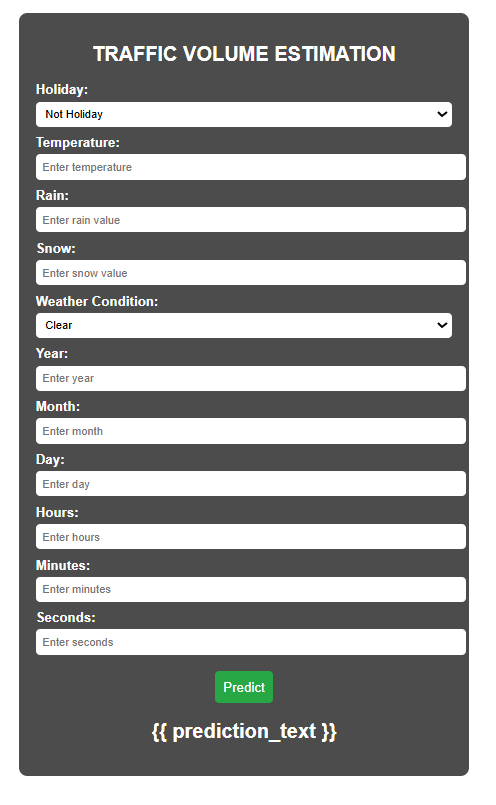 TRAFFIC VOLUME ESTIMATION
Holiday:
Not Holiday
Temperature:
Enter temperature
Rain:
Enter rain value
Snow:
Enter snow value
Weather Condition:
Clear
Year:
Enter year
Month:
Enter month
Day:
Enter day
Hours:
Enter hours
Minutes:
Enter minutes
Seconds:
Enter seconds
Predict
{{ prediction_text }}